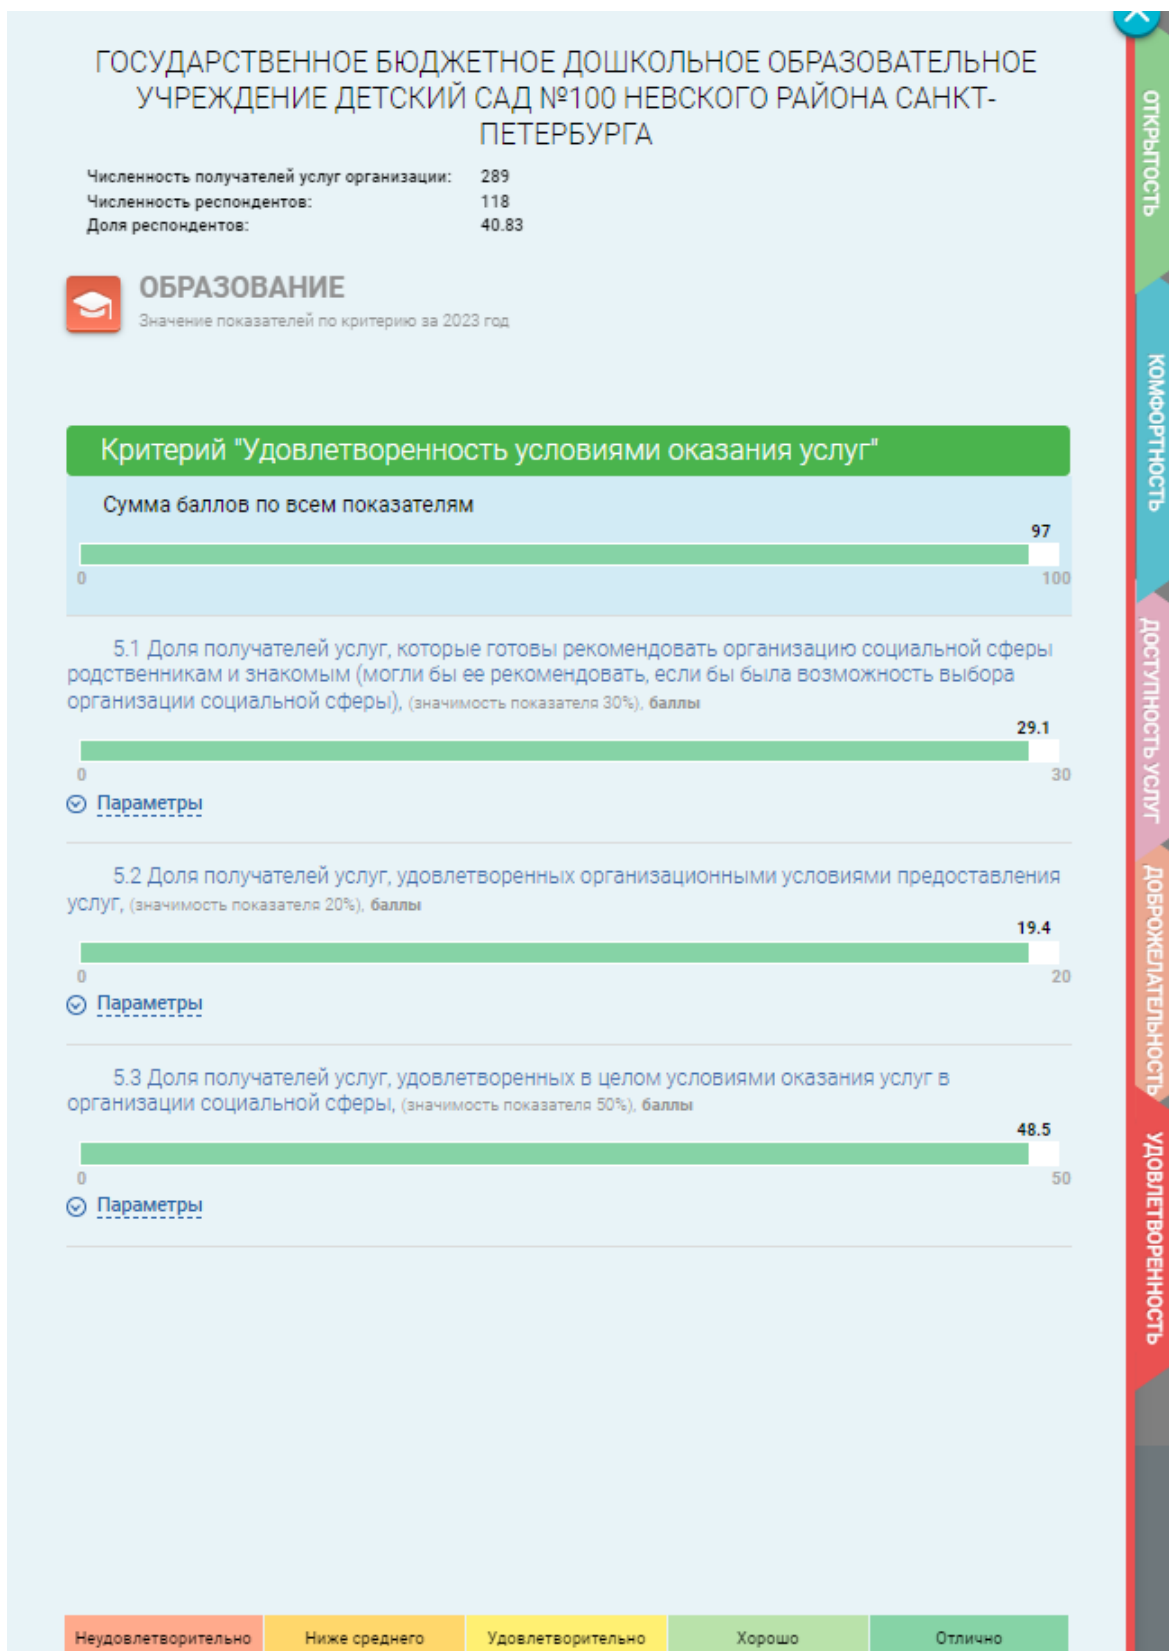 ГОСУДАРСТВЕННОЕ БЮДЖЕТНОЕ ДОШКОЛЬНОЕ ОБРАЗОВАТЕЛЬНОЕ
УЧРЕЖДЕНИЕ ДЕТСКИЙ САД №100 НЕВСКОГО РАЙОНА САНКТ-
ПЕТЕРБУРГА
Численность получателей услуг организации: 289
Численность респондентов: 118
Доля респондентов: 40.83
ОБРАЗОВАНИЕ
Значение показателей по критерию за 2023 год
Критерий "Удовлетворенность условиями оказания услуг"
Сумма баллов по всем показателям
97
0 100
5.1 Доля получателей услуг, которые готовы рекомендовать организацию социальной сферы
родственникам и знакомым (могли бы ее рекомендовать, если бы была возможность выбора
организации социальной сферы), (значимость показателя 30%), баллы
29.1
0 30
Параметры
5.2 Доля получателей услуг, удовлетворенных организационными условиями предоставления
услуг, (значимость показателя 20%), баллы
19.4
0 20
Параметры
5.3 Доля получателей услуг, удовлетворенных в целом условиями оказания услуг в
организации социальной сферы, (значимость показателя 50%), баллы
48.5
0 50
Параметры
Неудовлетворительно Ниже среднего Удовлетворительно Хорошо Отлично
ОТКРЫТОСТЬ
КОМФОРТНОСТЬ
ДОСТУПНОСТЬ УСЛУГ
ДОБРОЖЕЛАТЕЛЬНОСТЬ
УДОВЛЕТВОРЕННОСТЬ